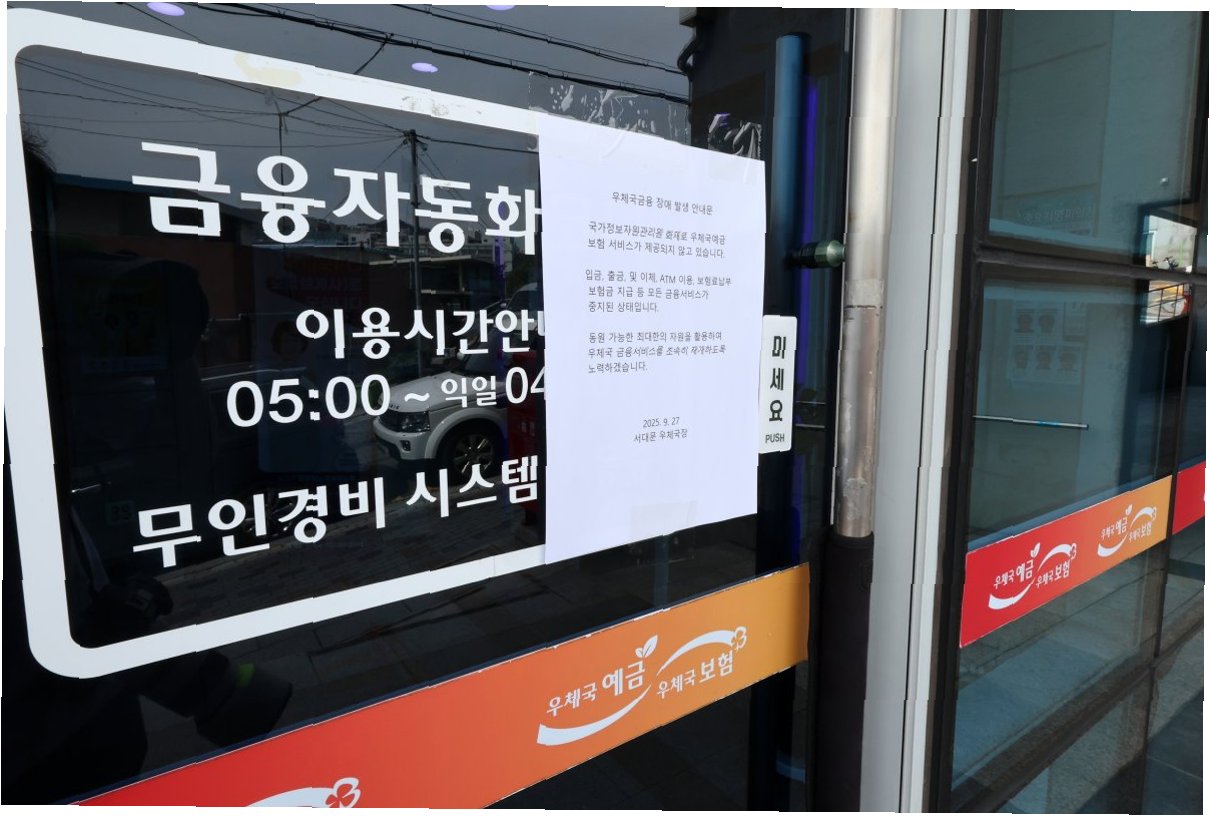 금융자동화
이용시간안
05:00 ~ 익일 04
무인경비 시스템
우체국금융 장애 발생 안내문
국가정보자원관리원 화재로 우체국예금
보험 서비스가 제공되지 않고 있습니다.
입금, 출금, 및 이체, ATM 이용, 보험료납부
보험금 지급 등 모든 금융서비스가
중지된 상태입니다.
동원 가능한 최대한의 자원을 활용하여
우체국 금융서비스를 조속히 재개하도록
노력하겠습니다.
2025. 9. 27
서대문 우체국장
미세요
PUSH
우체국 예금
우체국 보험
우체국 예금
우체국 보험
우체국 예금
우체국 보험